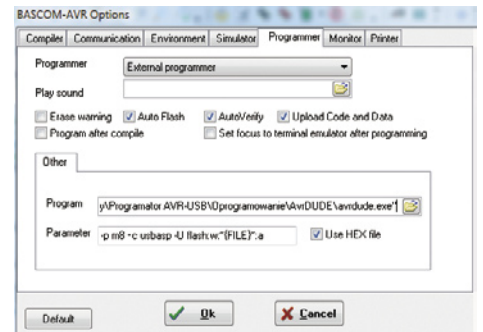 BASCOM-AVR Options
Compiler Communication Environment Simulator Programmer Monitor Printer
Programmer External programmer
Play sound
Erase warning Auto Flash AutoVerify Upload Code and Data
Program after compile Set focus to terminal emulator after programming
Other
Program y\Programator AVR-USB\Oprogramowanie\AvrDUDE\avrdude.exe"
Parameter -p m8 -c usbasp -U flash:w:"{FILE}":a Use HEX file
Default Ok Cancel